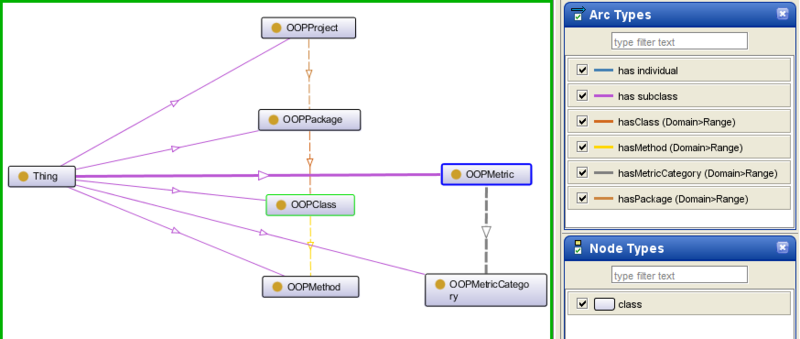 OOPProject
OOPPackage
Thing
OOPMetric
OOPClass
OOPMethod
OOPMetricCatego
ry
Arc Types
type filter text
has individual
has subclass
hasClass (Domain>Range)
hasMethod (Domain>Range)
hasMetricCategory (Domain>Range)
hasPackage (Domain>Range)
Node Types
type filter text
class